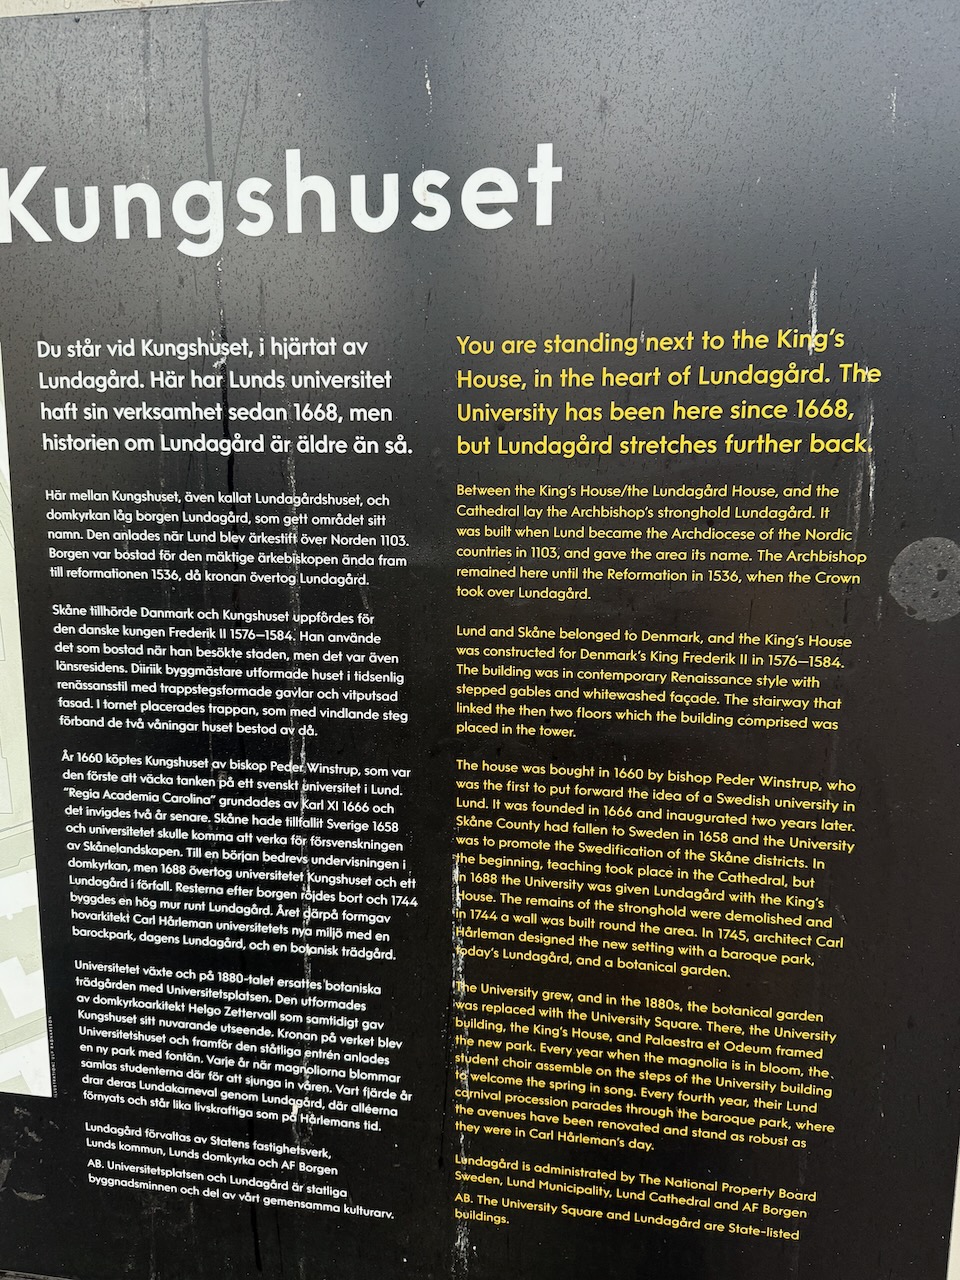 Kungshuset
Du står vid Kungshuset, i hjärtat av
Lundagård. Här har Lunds universitet
haft sin verksamhet sedan 1668, men
historien om Lundagård är äldre än så.
Här mellan Kungshuset, även kallat Lundagårdshuset, och
domkyrkan låg borgen Lundagård, som gett området sitt
namn. Den anlades när Lund blev ärkestift över Norden 1103.
Borgen var bostad för den mäktige ärkebiskopen ända fram
till reformationen 1536, då kronan övertog Lundagård.
Skåne tillhörde Danmark och Kungshuset uppfördes för
den danske kungen Frederik II 1576–1584. Han använde
det som bostad när han besökte staden, men det var även
länsresidens. Diiriik byggmästare utformade huset i tidsenlig
renässansstil med trappstegsformade gavlar och vitputsad
fasad. I tornet placerades trappan, som med vindlande steg
förband de två våningar huset bestod av då.
År 1660 köptes Kungshuset av biskop Peder Winstrup, som var
den förste att väcka tanken på ett svenskt universitet i Lund.
"Regia Academia Carolina" grundades av Karl XI 1666 och
det invigdes två år senare. Skåne hade tillfallit Sverige 1658
och universitetet skulle komma att verka för försvenskningen
av Skånelandskapen. Till en början bedrevs undervisningen i
domkyrkan, men 1688 övertog universitetet Kungshuset och ett
Lundagård i förfall. Resterna efter borgen röjdes bort och 1744
byggdes en hög mur runt Lundagård. Året därpå formgav
hovarkitekt Carl Hårleman universitetets nya miljö med en
barockpark, dagens Lundagård, och en botanisk trädgård.
Universitetet växte och på 1880-talet ersattes botaniska
trädgården med Universitetsplatsen. Den utformades
av domkyrkoarkitekt Helgo Zettervall som samtidigt gav
Kungshuset sitt nuvarande utseende. Kronan på verket blev
Universitetshuset och framför den ståtliga entrén anlades
en ny park med fontän. Varje år när magnoliorna blommar
samlas studenterna där för att sjunga in våren. Vart fjärde år
drar deras Lundakarneval genom Lundagård, där alléerna
förnyats och står lika livskraftiga som på Hårlemans tid.
Lundagård förvaltas av Statens fastighetsverk,
Lunds kommun, Lunds domkyrka och AF Borgen
AB. Universitetsplatsen och Lundagård är statliga
byggnadsminnen och del av vårt gemensamma kulturarv.
You are standing next to the King's
House, in the heart of Lundagård. The
University has been here since 1668,
but Lundagård stretches further back.
Between the King's House/the Lundagård House, and the
Cathedral lay the Archbishop's stronghold Lundagård. It
was built when Lund became the Archdiocese of the Nordic
countries in 1103, and gave the area its name. The Archbishop
remained here until the Reformation in 1536, when the Crown
took over Lundagård.
Lund and Skåne belonged to Denmark, and the King's House
was constructed for Denmark's King Frederik II in 1576–1584.
The building was in contemporary Renaissance style with
stepped gables and whitewashed façade. The stairway that
linked the then two floors which the building comprised was
placed in the tower.
The house was bought in 1660 by bishop Peder Winstrup, who
was the first to put forward the idea of a Swedish university in
Lund. It was founded in 1666 and inaugurated two years later.
Skåne County had fallen to Sweden in 1658 and the University
was to promote the Swedification of the Skåne districts. In
the beginning, teaching took place in the Cathedral, but
in 1688 the University was given Lundagård with the King's
House. The remains of the stronghold were demolished and
in 1744 a wall was built round the area. In 1745, architect Carl
Hårleman designed the new setting with a baroque park,
today's Lundagård, and a botanical garden.
The University grew, and in the 1880s, the botanical garden
was replaced with the University Square. There, the University
building, the King's House, and Palaestra et Odeum framed
the new park. Every year when the magnolia is in bloom, the
student choir assemble on the steps of the University building
to welcome the spring in song. Every fourth year, their Lund
carnival procession parades through the baroque park, where
the avenues have been renovated and stand as robust as
they were in Carl Hårleman's day.
Lundagård is administrated by The National Property Board
Sweden, Lund Municipality, Lund Cathedral and AF Borgen
AB. The University Square and Lundagård are State-listed
buildings.